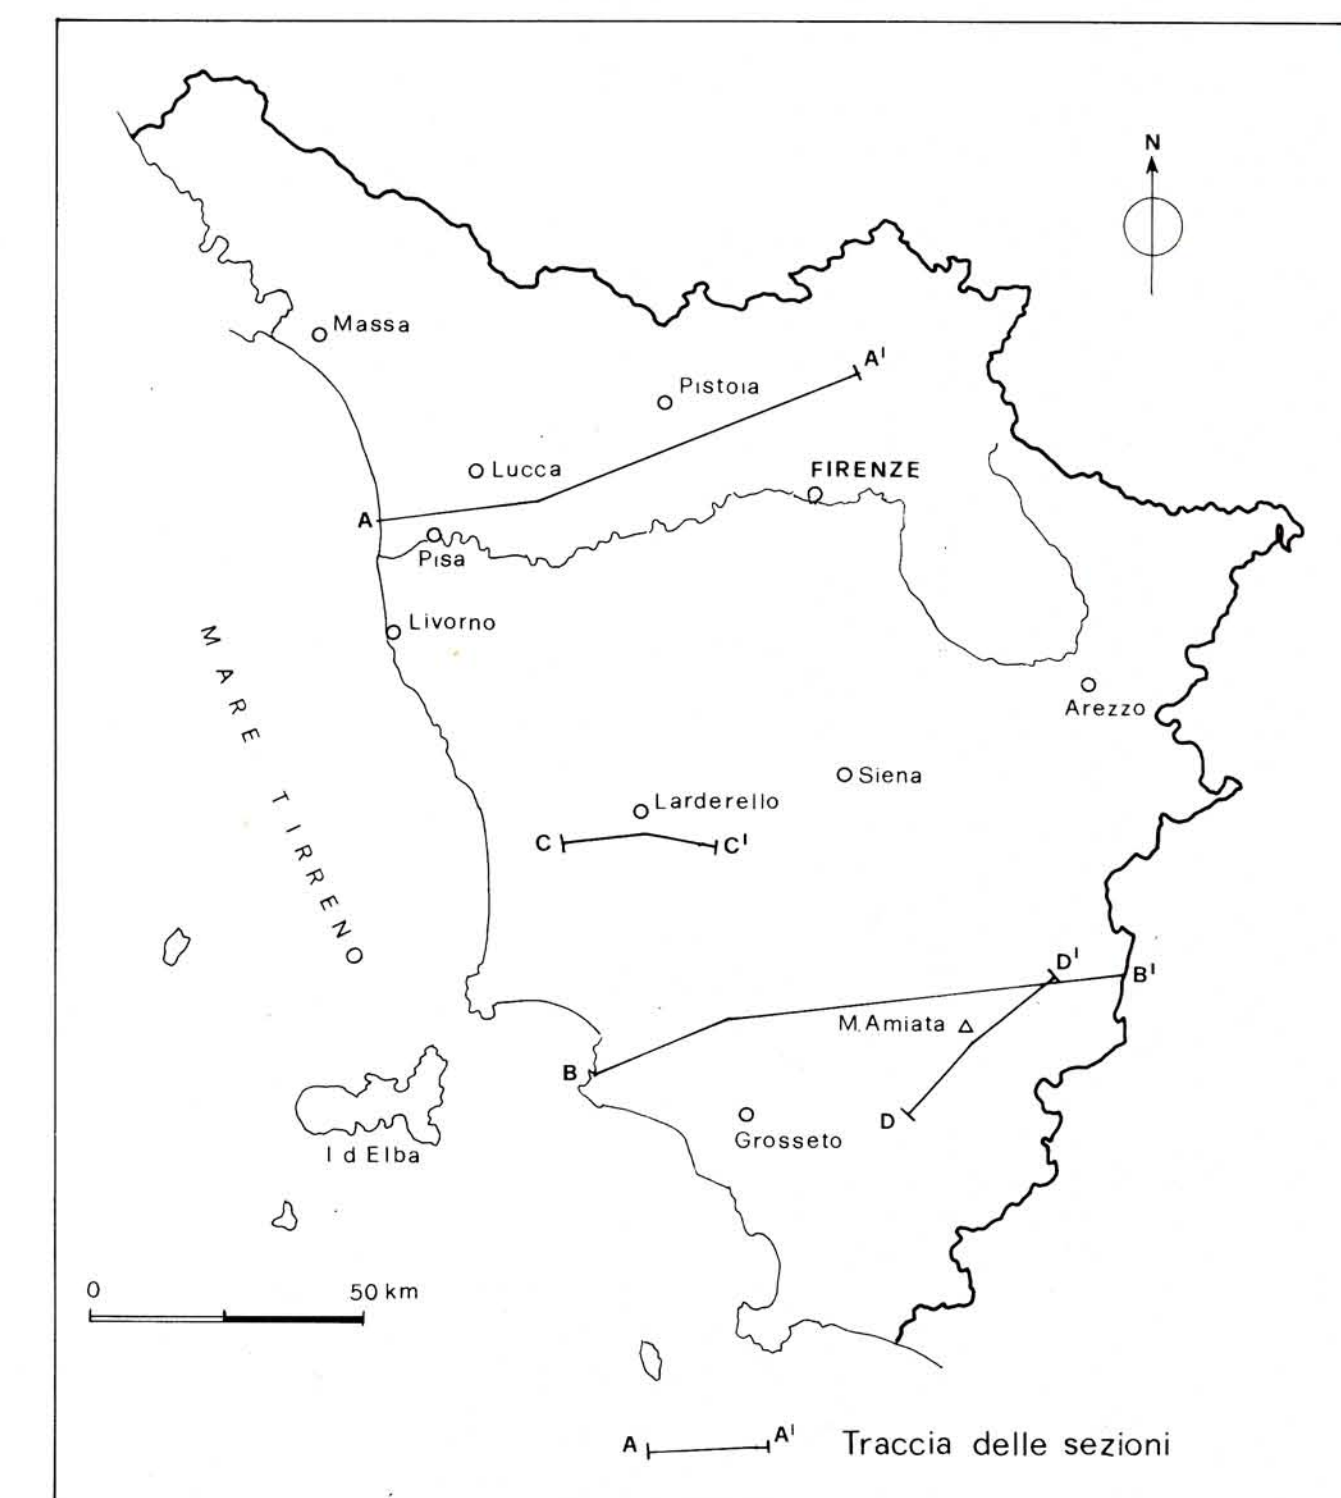 N
Massa
A'
Pistoia
Lucca
FIRENZE
A
Pisa
Livorno
MARE TIRRENO
Arezzo
Siena
Larderello
C
C'
D'
B'
M. Amiata
B
D
Grosseto
I d Elba
0
50 km
A
A'
Traccia delle sezioni